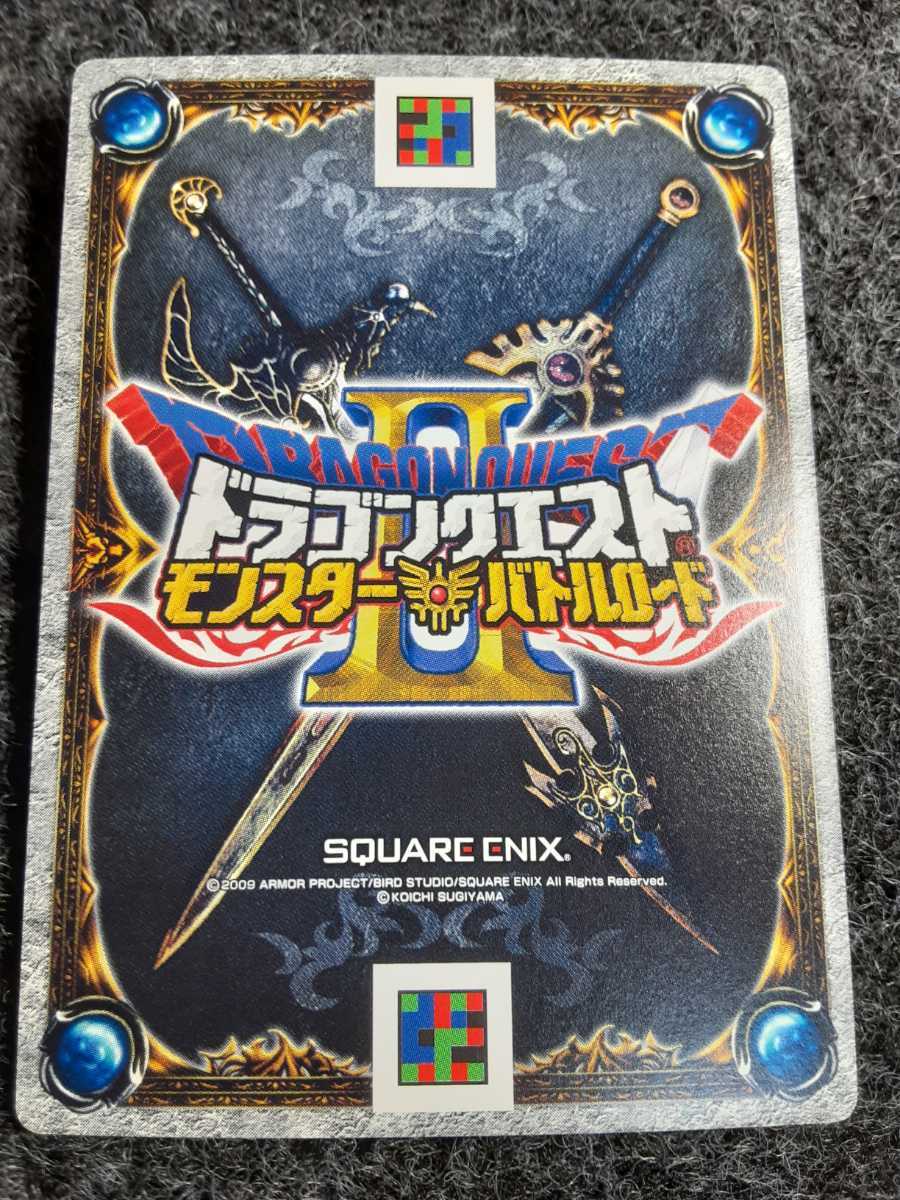 DRAGON QUEST
II
ドラゴンクエスト®
モンスター バトルロード
SQUARE ENIX®
©2009 ARMOR PROJECT/BIRD STUDIO/SQUARE ENIX All Rights Reserved.
©KOICHI SUGIYAMA